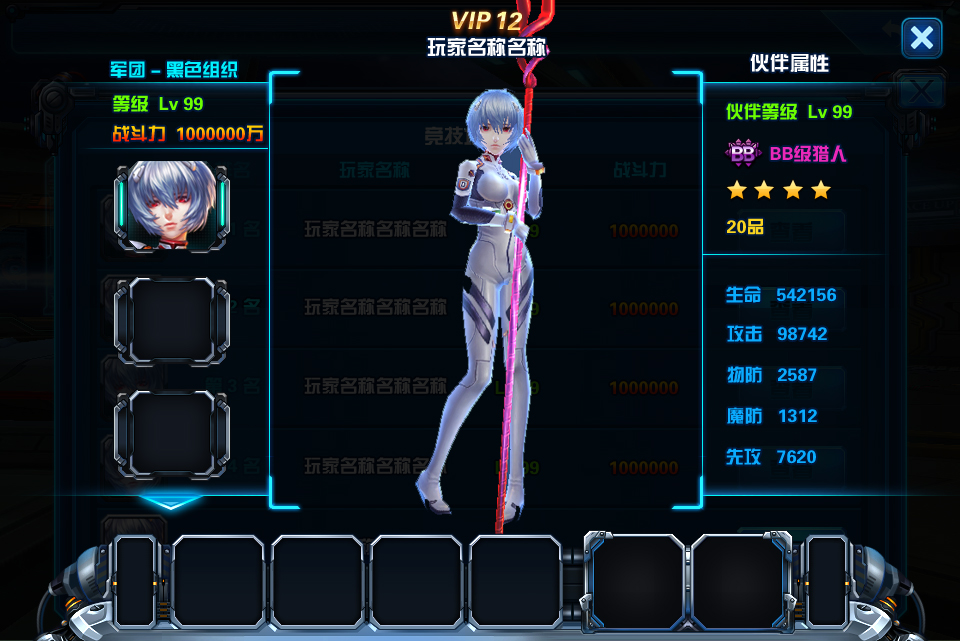 VIP 12
玩家名称名称
军团 – 黑色组织
等级 Lv 99
战斗力 1000000万
伙伴属性
伙伴等级 Lv 99
BB BB级猎人
20品
生命 542156
攻击 98742
物防 2587
魔防 1312
先攻 7620
竞技
玩家名称 战斗力
玩家名称名称名称 1000000
玩家名称名称名称 1000000
玩家名称名称名称 1000000
玩家名称名称名称 1000000